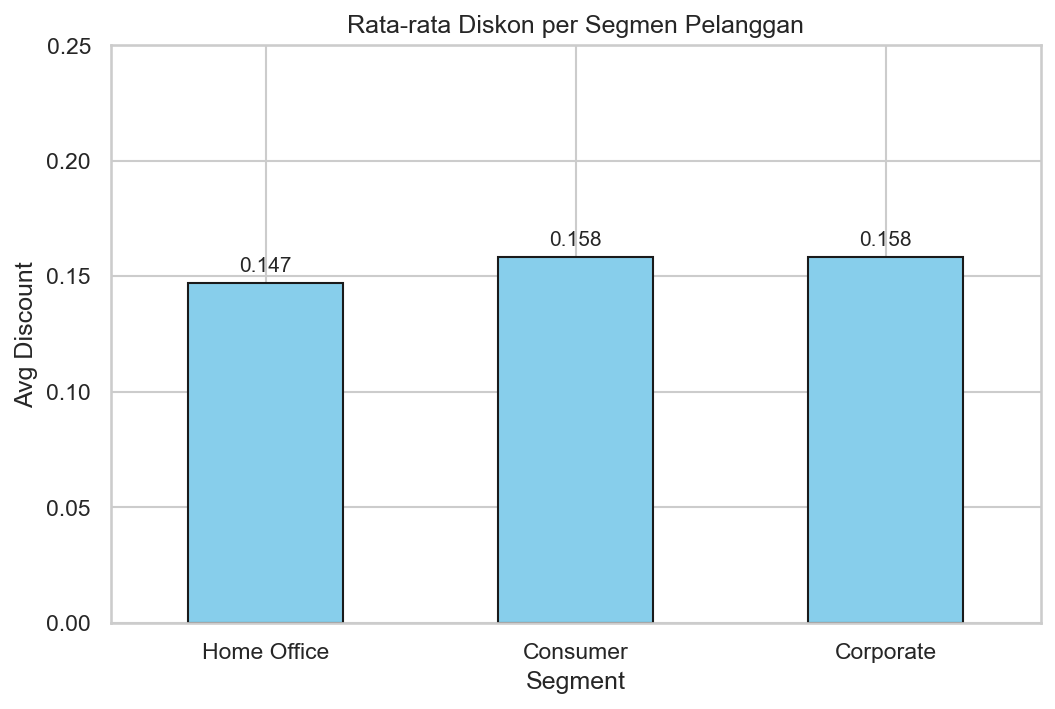 Rata-rata Diskon per Segmen Pelanggan
Avg Discount
0.25
0.20
0.15
0.10
0.05
0.00
0.147
0.158
0.158
Home Office
Consumer
Corporate
Segment